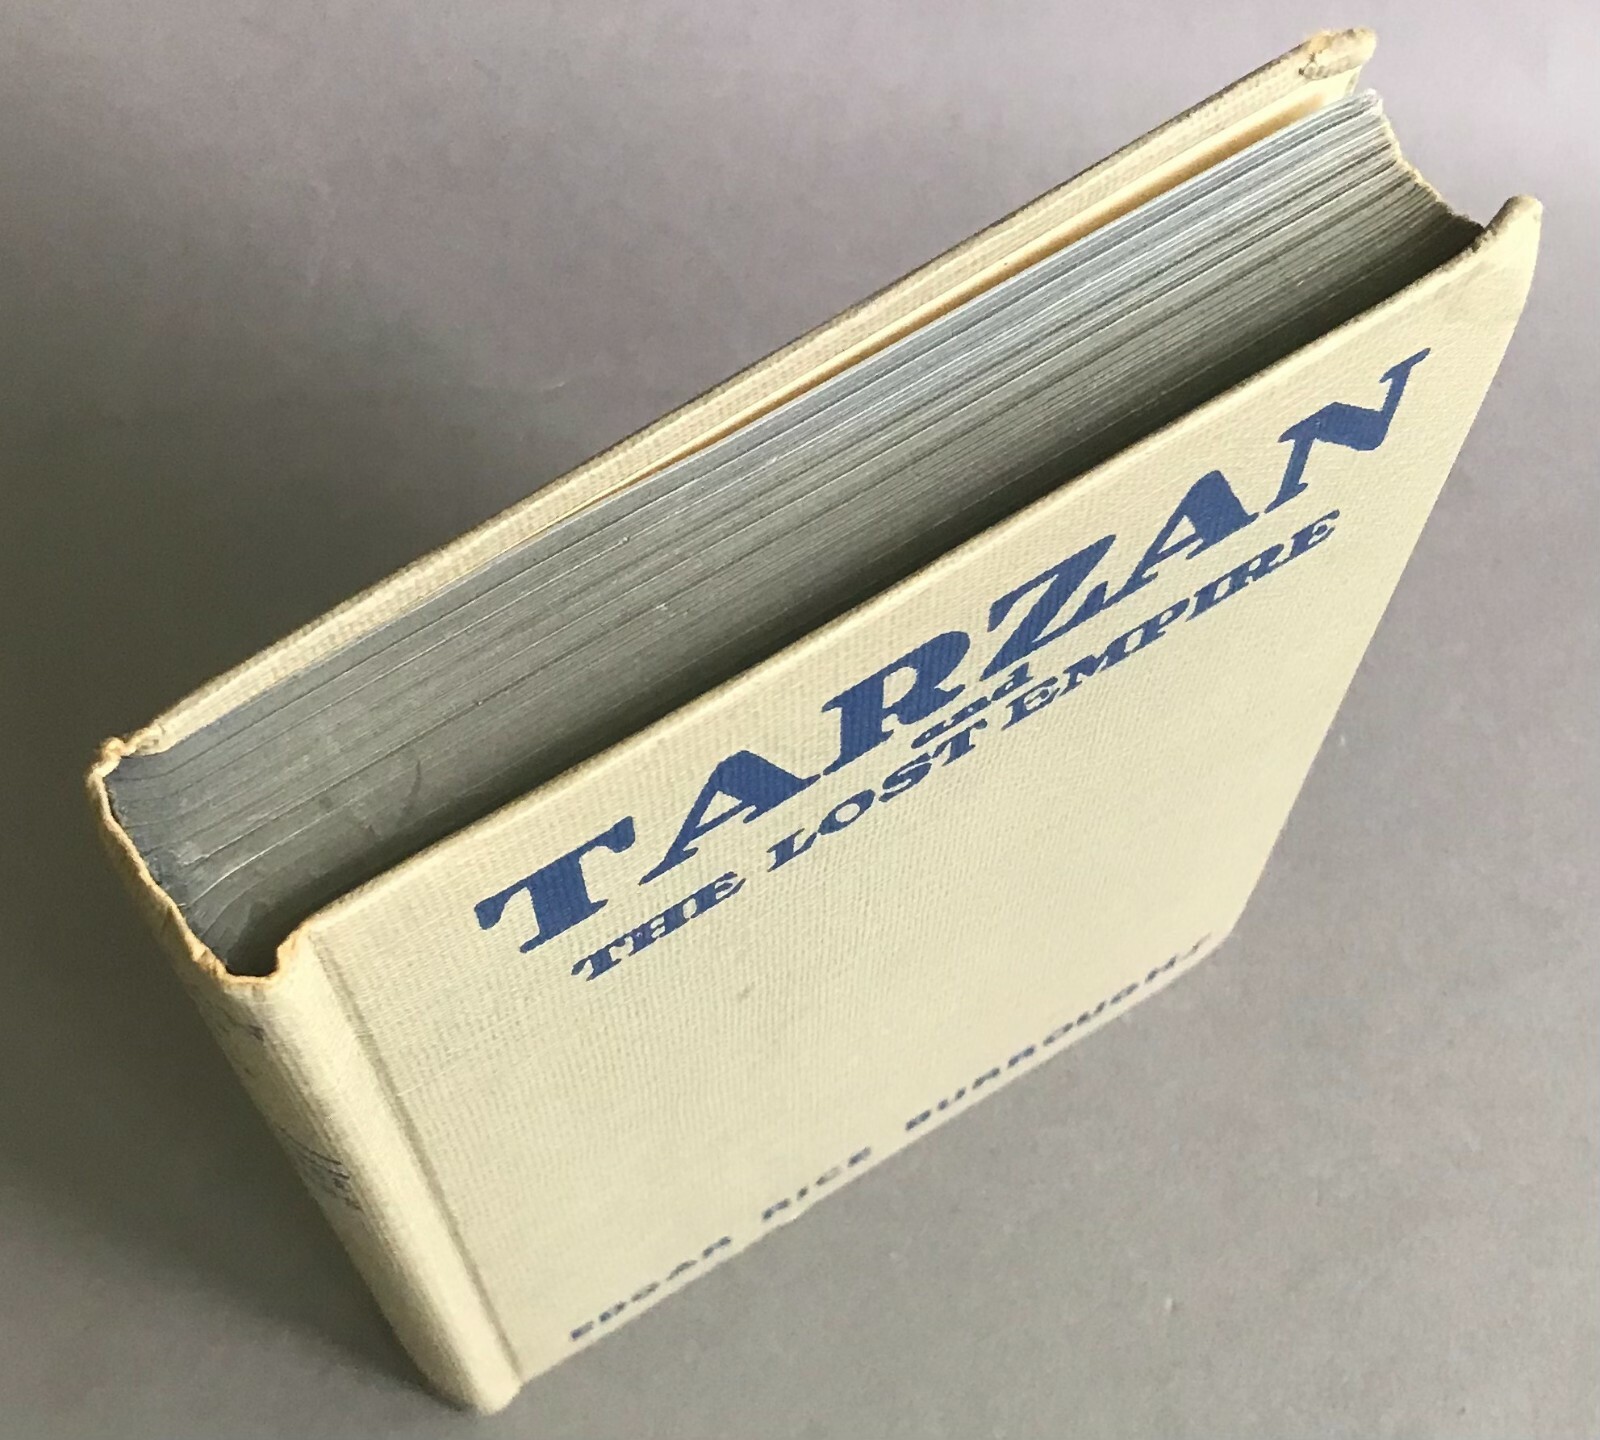 TARZAN
and
THE LOST EMPIRE
EDGAR RICE BURROUGHS